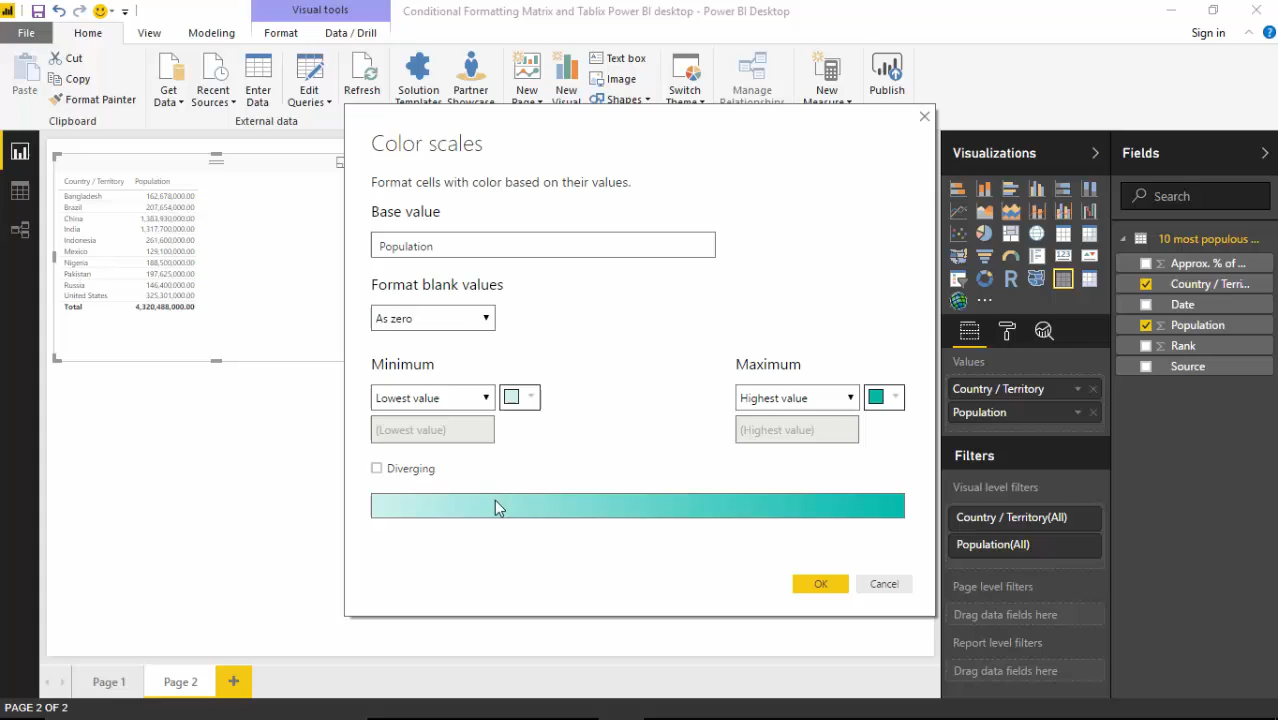 Visual tools
Conditional Formatting Matrix and Tablix Power BI desktop - Power BI Desktop
File
Home
View
Modeling
Format
Data / Drill
Sign in
Paste
Cut
Copy
Format Painter
Clipboard
Get Data
Recent Sources
Enter Data
External data
Edit Queries
Refresh
Solution Templates
Partner Showcase
New Page
New Visual
Text box
Image
Shapes
Switch Theme
Manage Relationships
New Measure
Publish
Country / Territory Population
Bangladesh 162,678,000.00
Brazil 207,654,000.00
China 1,383,930,000.00
India 1,317,700,000.00
Indonesia 261,600,000.00
Mexico 129,100,000.00
Nigeria 188,500,000.00
Pakistan 197,625,000.00
Russia 146,400,000.00
United States 325,301,000.00
Total 4,320,488,000.00
Color scales
Format cells with color based on their values.
Base value
Population
Format blank values
As zero
Minimum
Maximum
Lowest value
Highest value
(Lowest value)
(Highest value)
Diverging
OK
Cancel
Visualizations
R
123
Values
Country / Territory
Population
Filters
Visual level filters
Country / Territory(All)
Population(All)
Page level filters
Drag data fields here
Report level filters
Drag data fields here
Fields
Search
10 most populous ...
Σ Approx. % of ...
Country / Terri...
Date
Σ Population
Σ Rank
Source
Page 1
Page 2
PAGE 2 OF 2